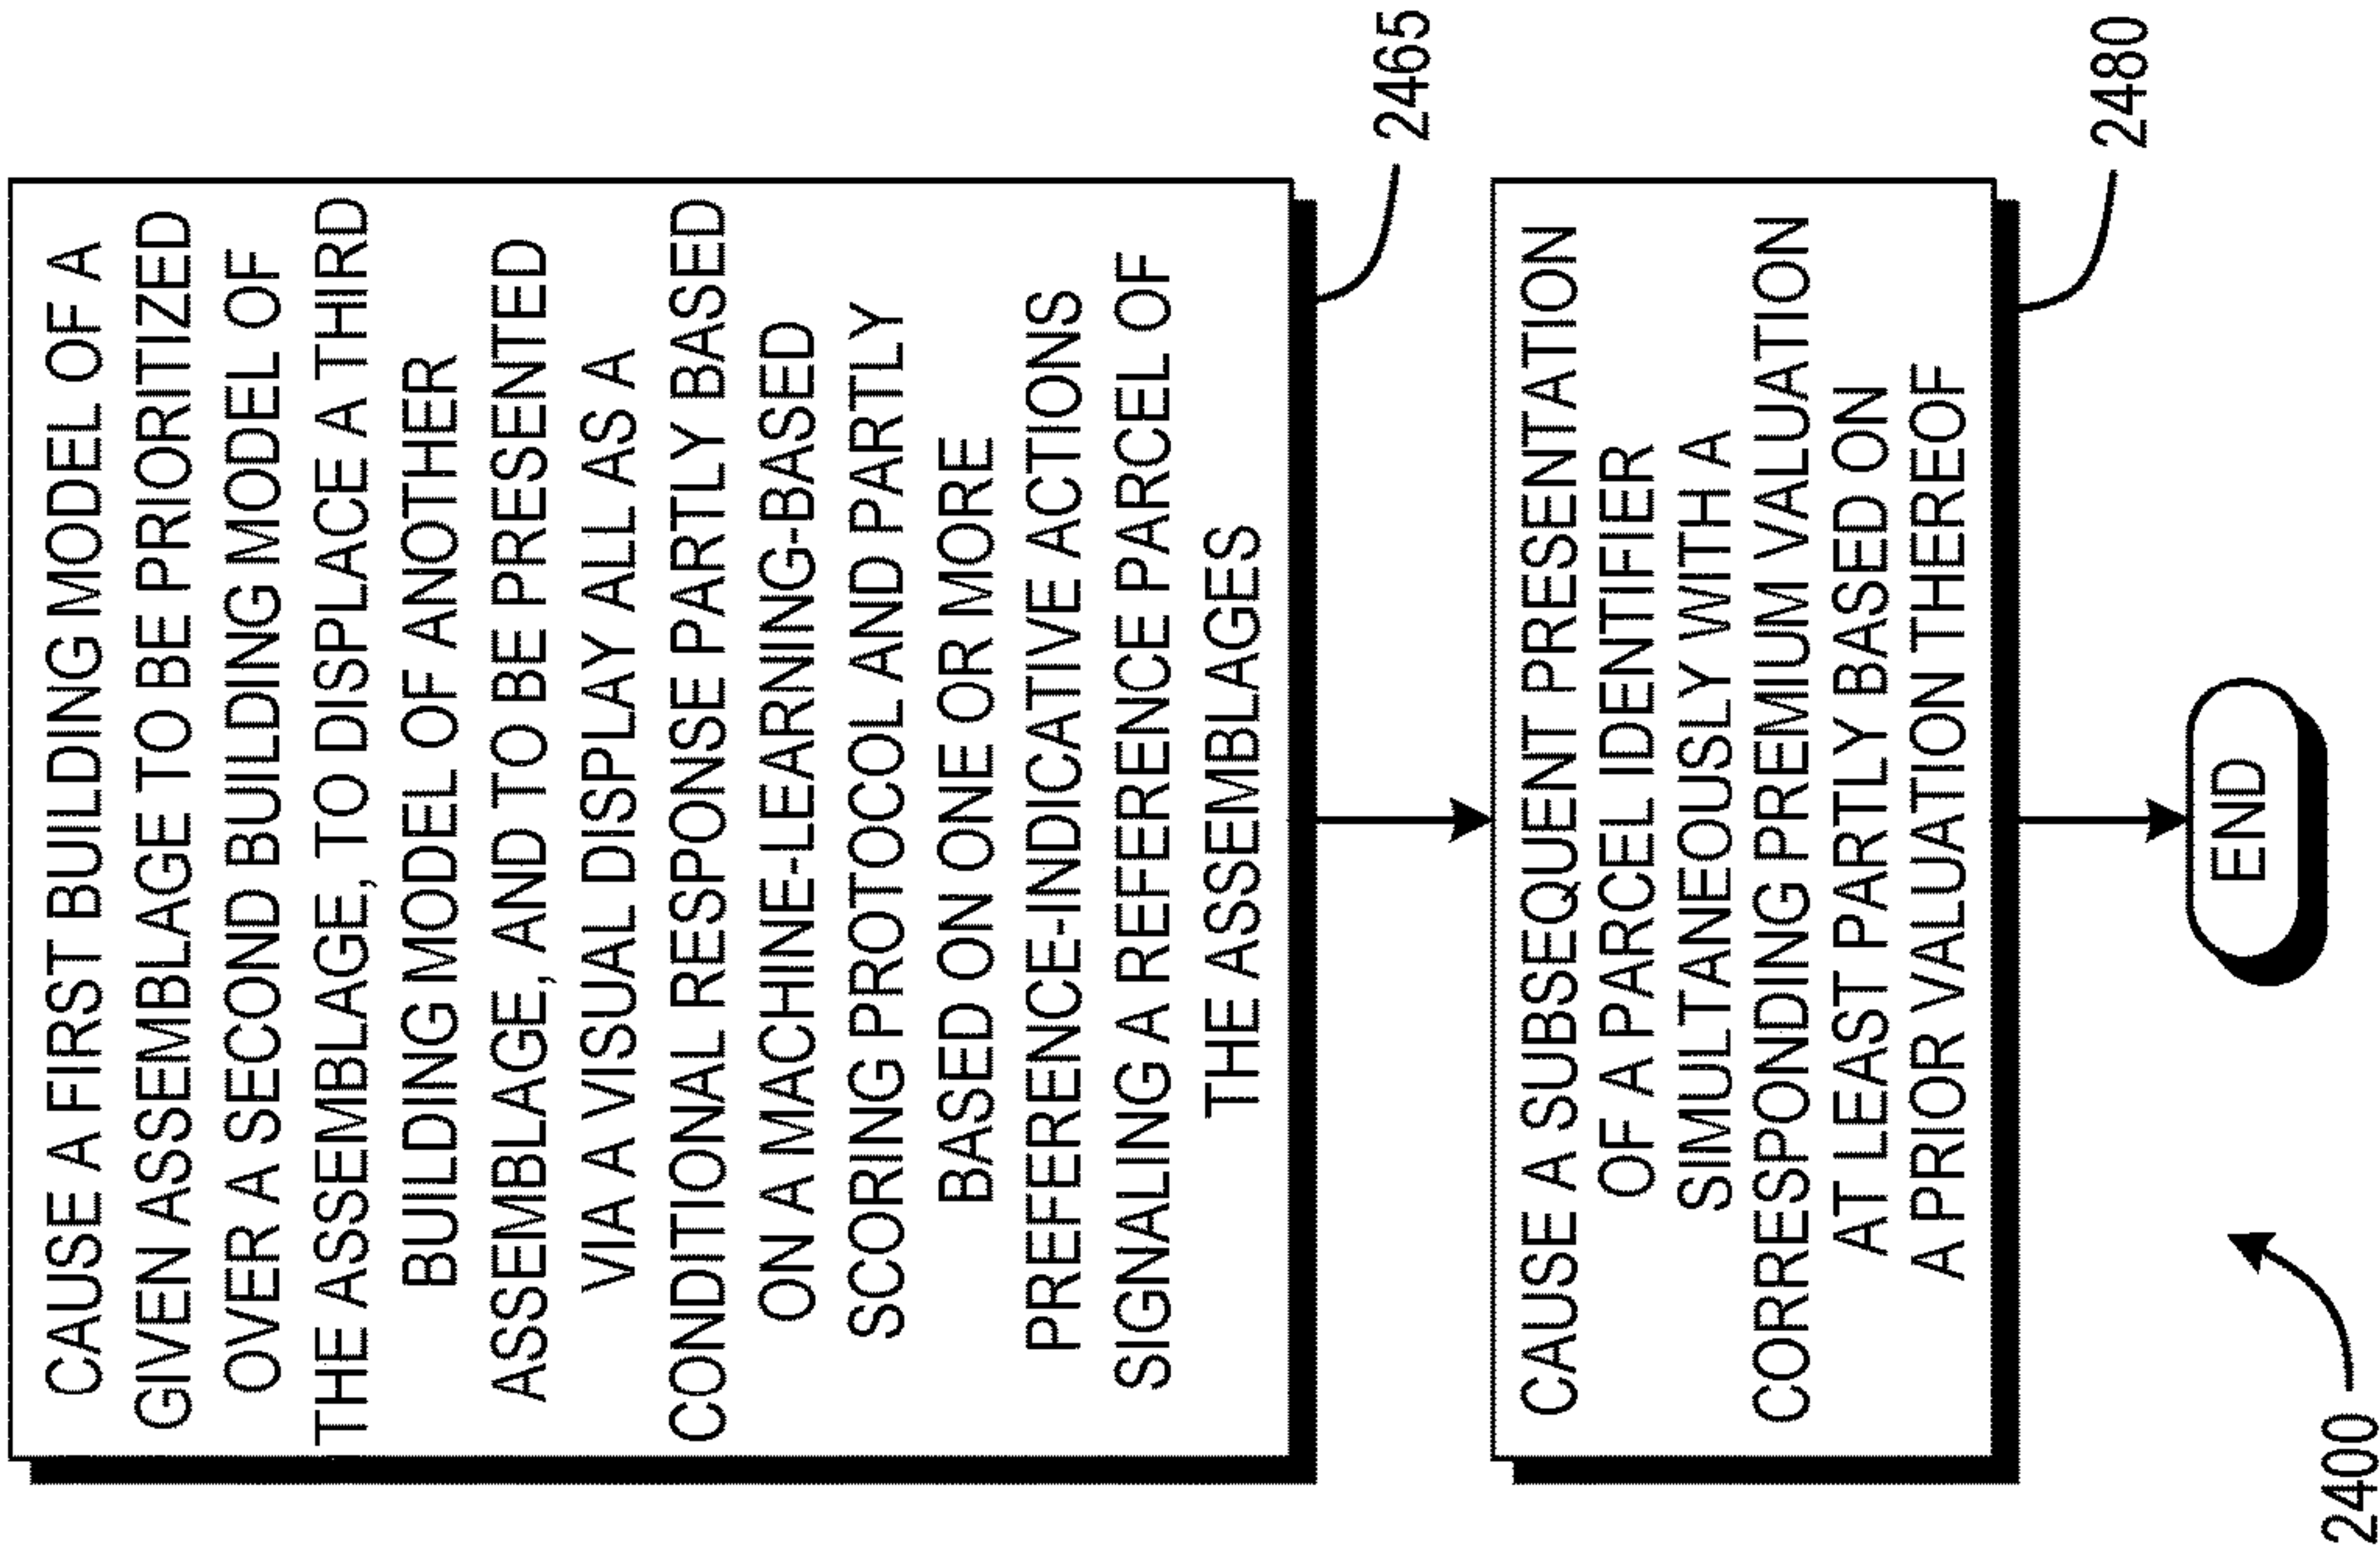 CAUSE A FIRST BUILDING MODEL OF A
GIVEN ASSEMBLAGE TO BE PRIORITIZED
OVER A SECOND BUILDING MODEL OF
THE ASSEMBLAGE, TO DISPLACE A THIRD
BUILDING MODEL OF ANOTHER
ASSEMBLAGE, AND TO BE PRESENTED
VIA A VISUAL DISPLAY ALL AS A
CONDITIONAL RESPONSE PARTLY BASED
ON A MACHINE-LEARNING-BASED
SCORING PROTOCOL AND PARTLY
BASED ON ONE OR MORE
PREFERENCE-INDICATIVE ACTIONS
SIGNALING A REFERENCE PARCEL OF
THE ASSEMBLAGES
2465
CAUSE A SUBSEQUENT PRESENTATION
OF A PARCEL IDENTIFIER
SIMULTANEOUSLY WITH A
CORRESPONDING PREMIUM VALUATION
AT LEAST PARTLY BASED ON
A PRIOR VALUATION THEREOF
2480
END
2400